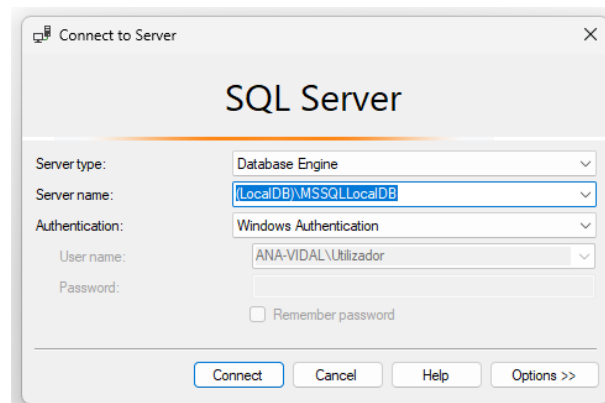 Connect to Server
SQL Server
Server type: Database Engine
Server name: (LocalDB)\MSSQLLocalDB
Authentication: Windows Authentication
User name: ANA-VIDAL\Utilizador
Password:
Remember password
Connect Cancel Help Options >>